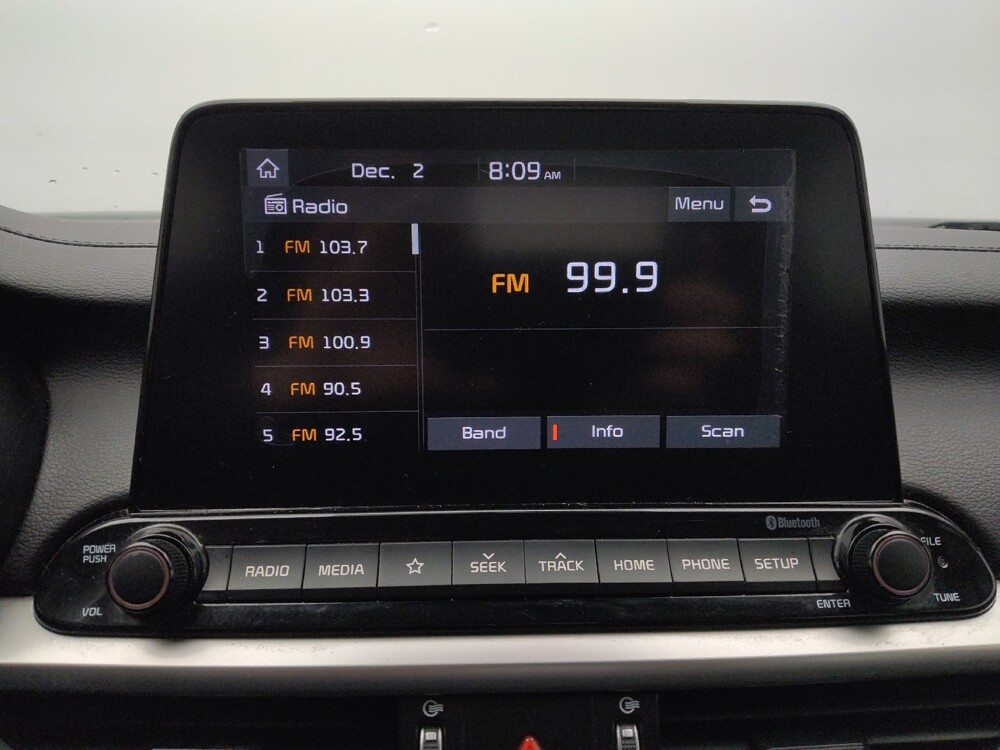 Dec. 2 8:09 AM
Radio Menu
1 FM 103.7
2 FM 103.3
3 FM 100.9
4 FM 90.5
5 FM 92.5
FM 99.9
Band Info Scan
Bluetooth
POWER
PUSH
VOL
RADIO MEDIA SEEK TRACK HOME PHONE SETUP
FILE
ENTER TUNE